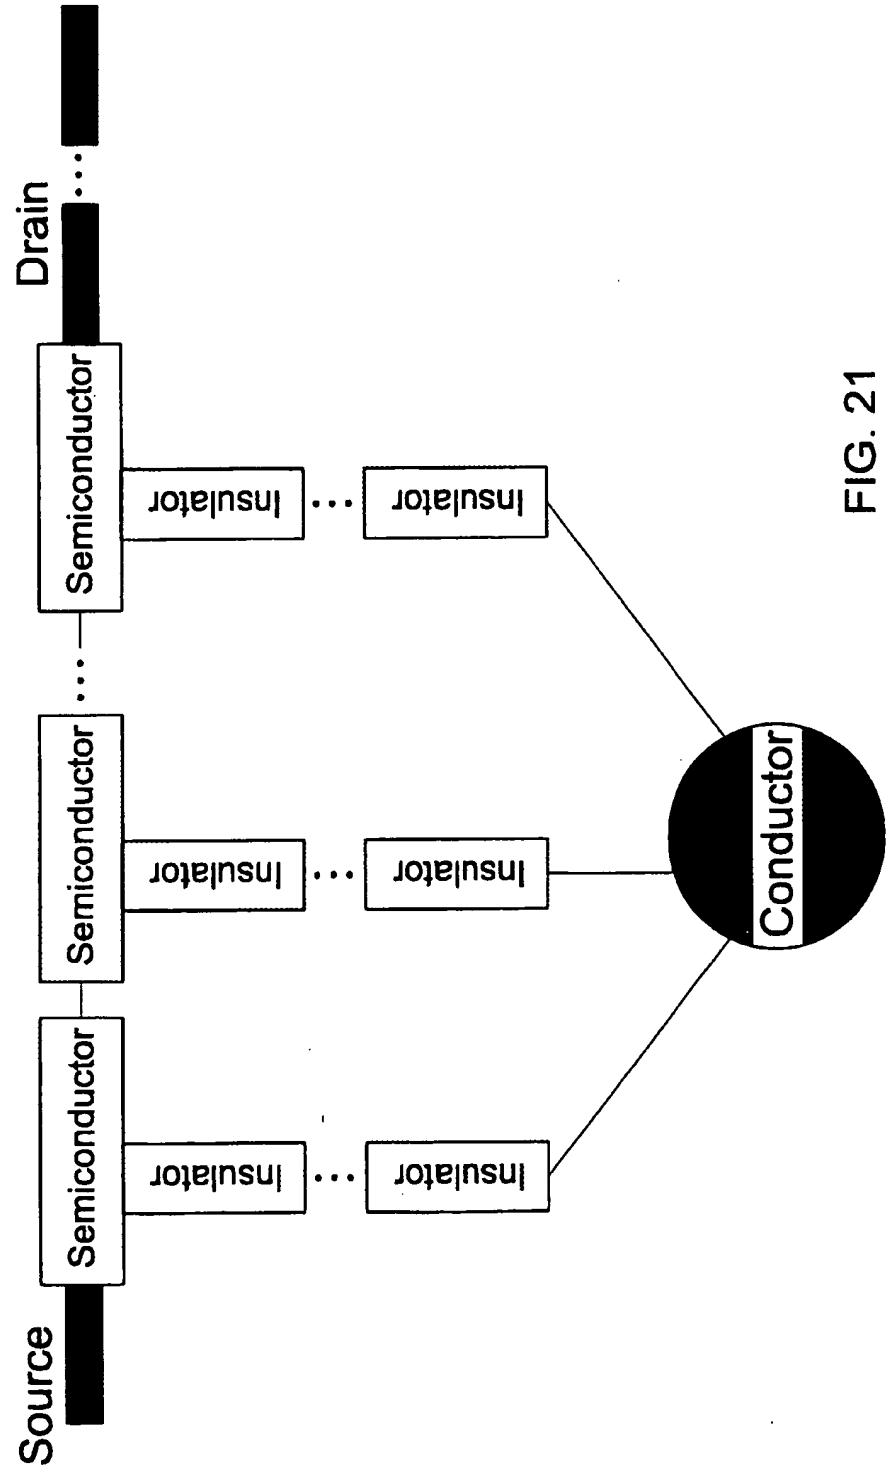 Source
Drain
Semiconductor
Semiconductor
...
Semiconductor
...
Insulator
Insulator
Insulator
...
...
...
Insulator
Insulator
Insulator
Conductor
FIG. 21